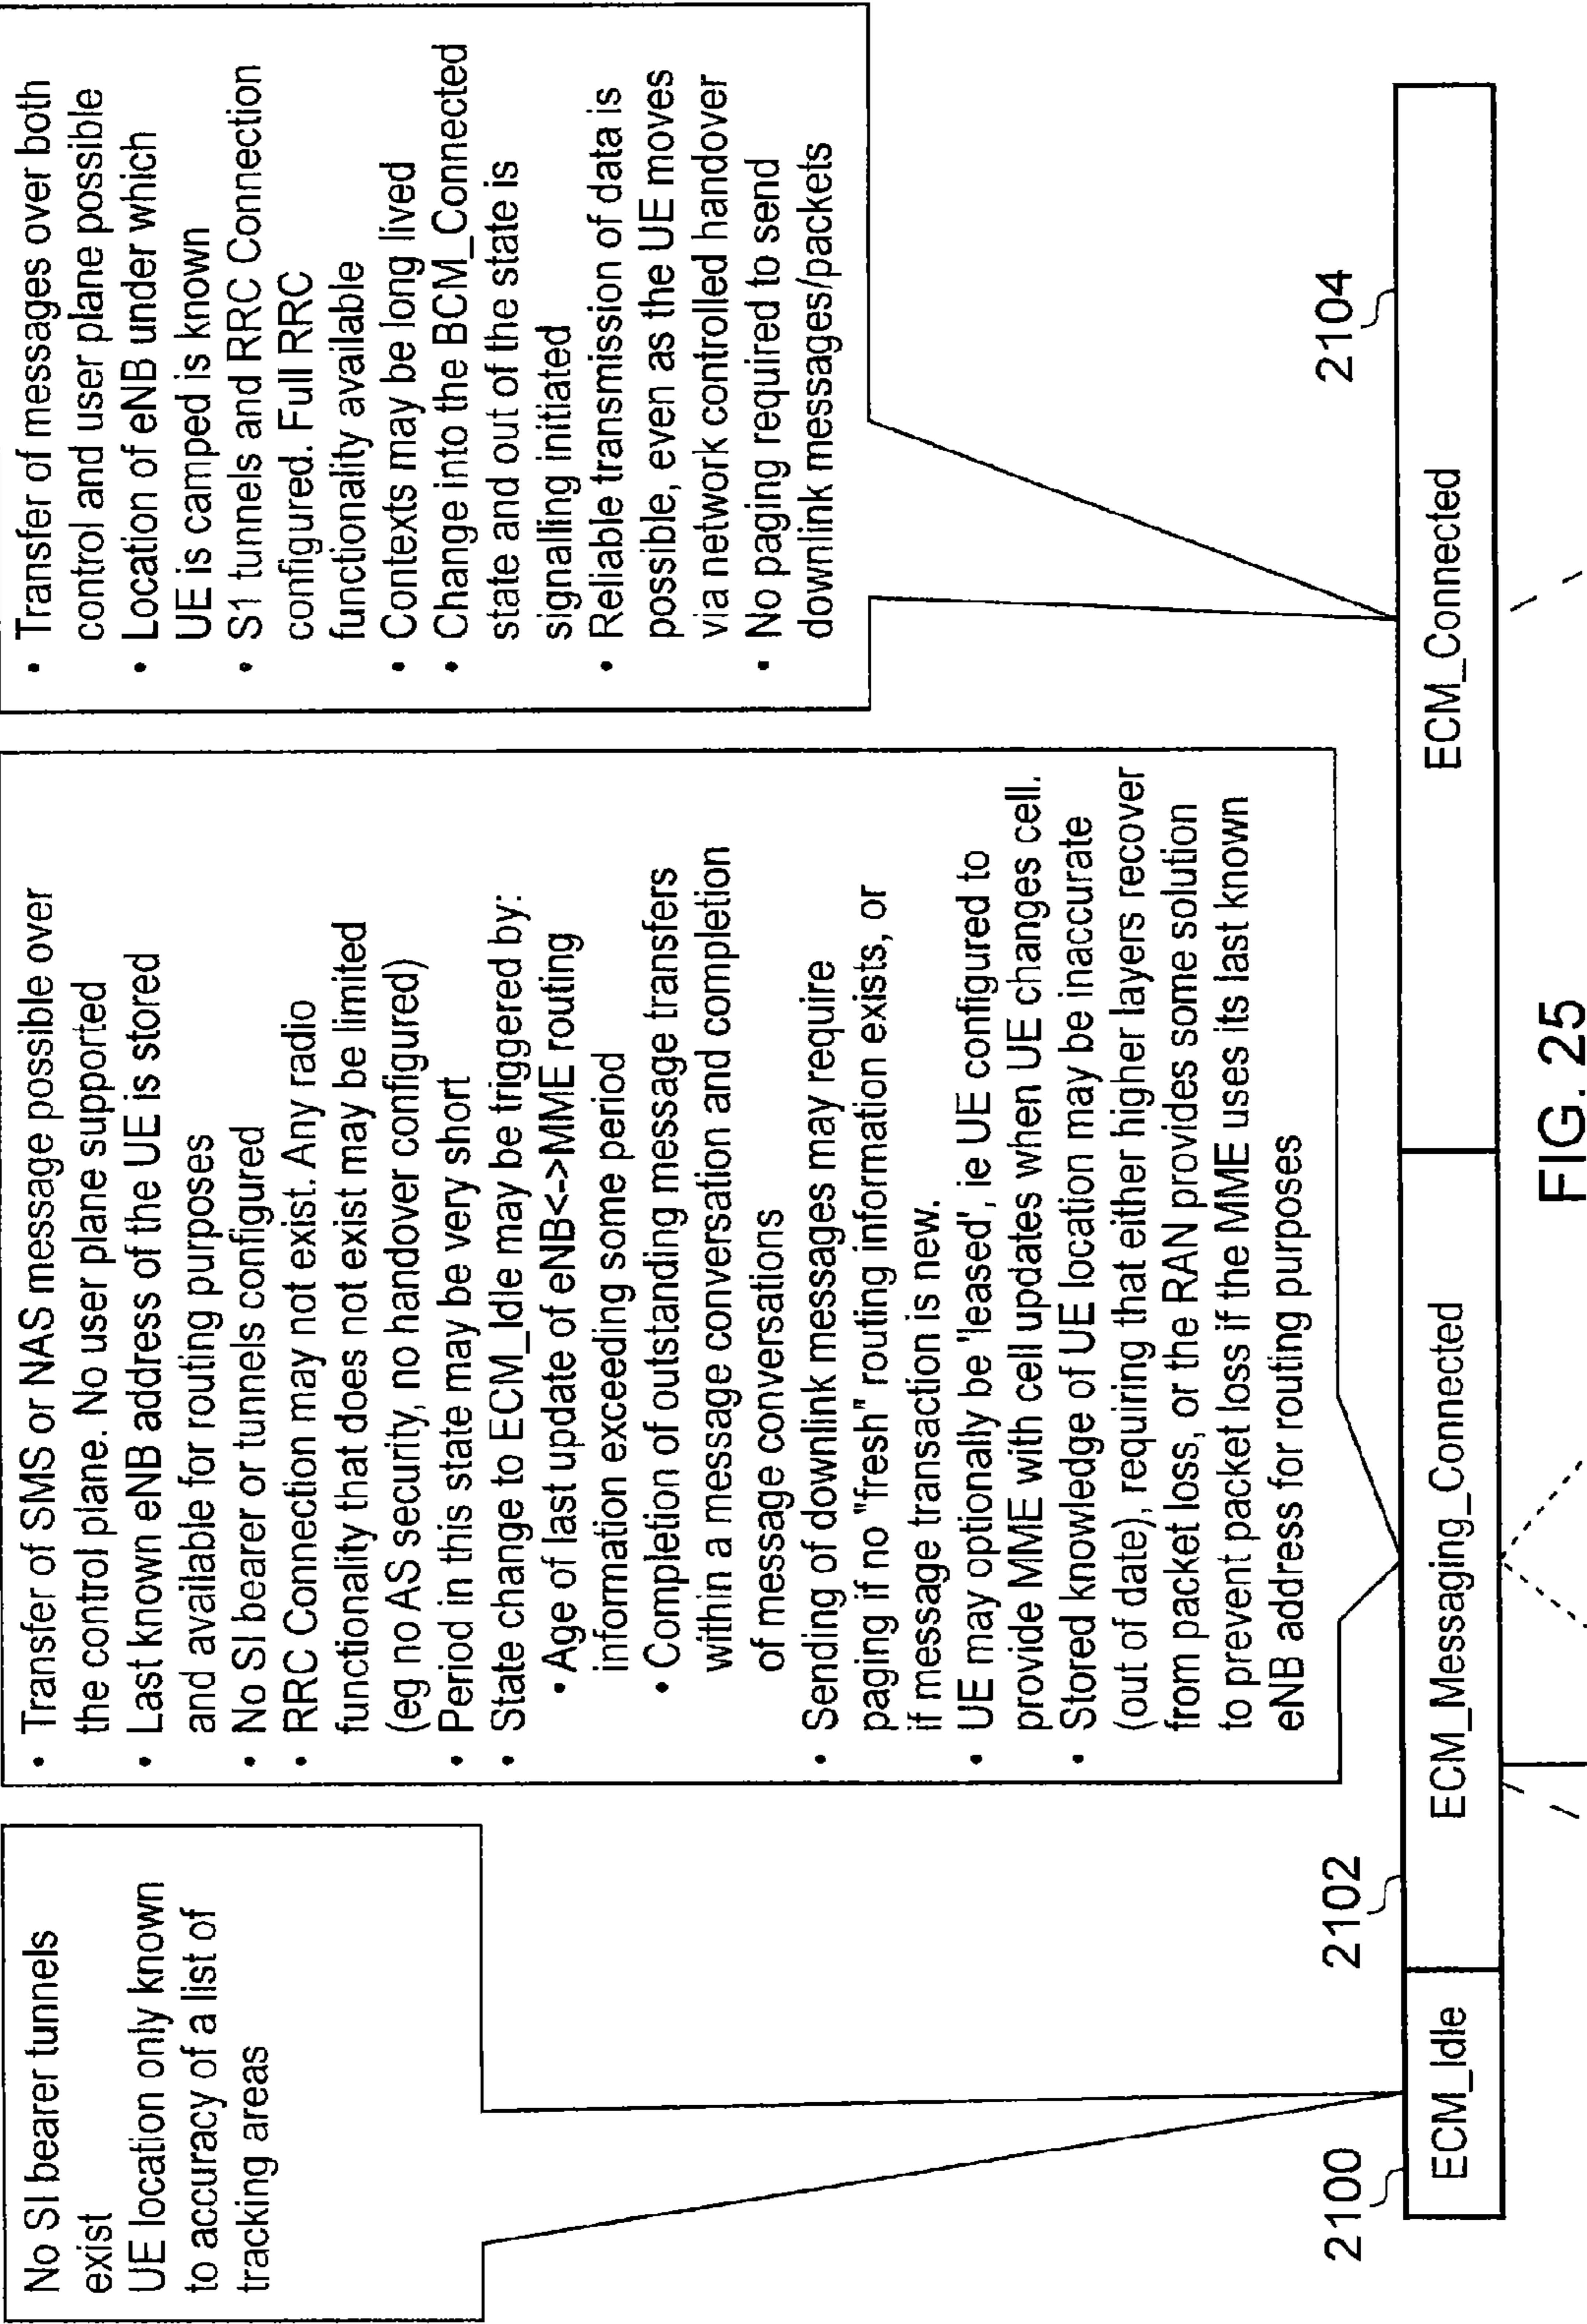 No SI bearer tunnels
exist
UE location only known
to accuracy of a list of
tracking areas
• Transfer of SMS or NAS message possible over
the control plane. No user plane supported
• Last known eNB address of the UE is stored
and available for routing purposes
• No SI bearer or tunnels configured
• RRC Connection may not exist. Any radio
functionality that does not exist may be limited
(eg no AS security, no handover configured)
• Period in this state may be very short
• State change to ECM_Idle may be triggered by:
• Age of last update of eNB<->MME routing
information exceeding some period
• Completion of outstanding message transfers
within a message conversation and completion
of message conversations
• Sending of downlink messages may require
paging if no "fresh" routing information exists, or
if message transaction is new.
• UE may optionally be 'leased', ie UE configured to
provide MME with cell updates when UE changes cell.
• Stored knowledge of UE location may be inaccurate
(out of date), requiring that either higher layers recover
from packet loss, or the RAN provides some solution
to prevent packet loss if the MME uses its last known
eNB address for routing purposes
• Transfer of messages over both
control and user plane possible
• Location of eNB under which
UE is camped is known
• S1 tunnels and RRC Connection
configured. Full RRC
functionality available
• Contexts may be long lived
• Change into the BCM_Connected
state and out of the state is
signalling initiated
• Reliable transmission of data is
possible, even as the UE moves
via network controlled handover
• No paging required to send
downlink messages/packets
2100
2102
2104
ECM_Idle
ECM_Messaging_Connected
ECM_Connected
FIG. 25